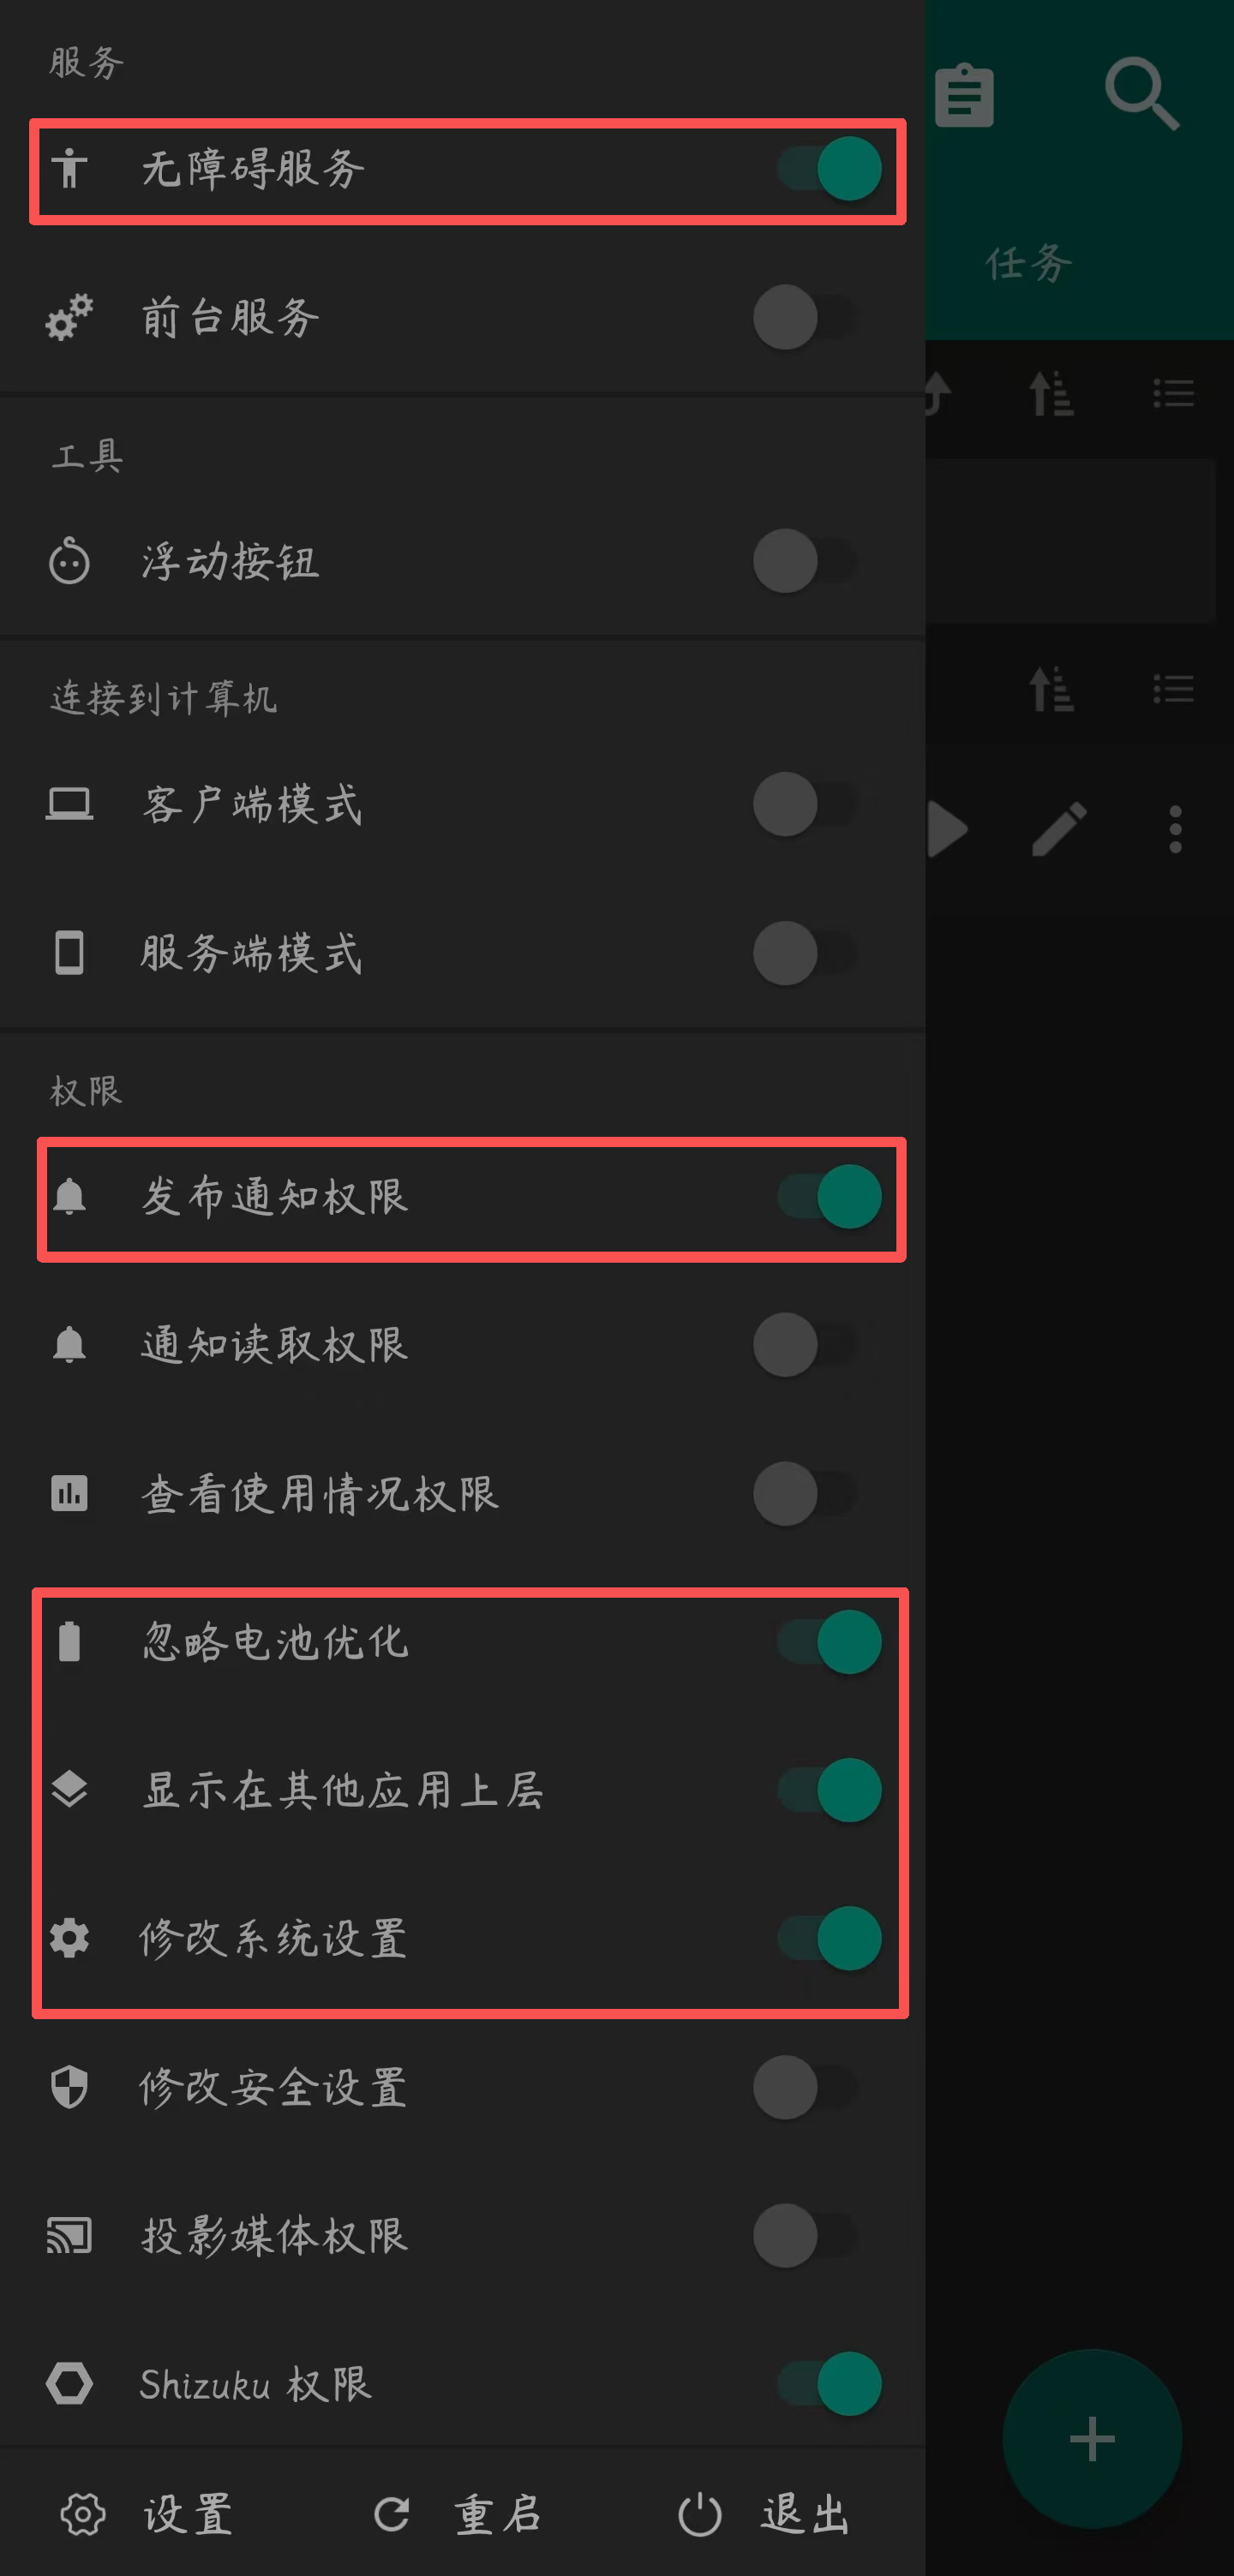 服务
无障碍服务
任务
前台服务
工具
浮动按钮
连接到计算机
客户端模式
服务端模式
权限
发布通知权限
通知读取权限
查看使用情况权限
忽略电池优化
显示在其他应用上层
修改系统设置
修改安全设置
投影媒体权限
Shizuku 权限
设置 重启 退出